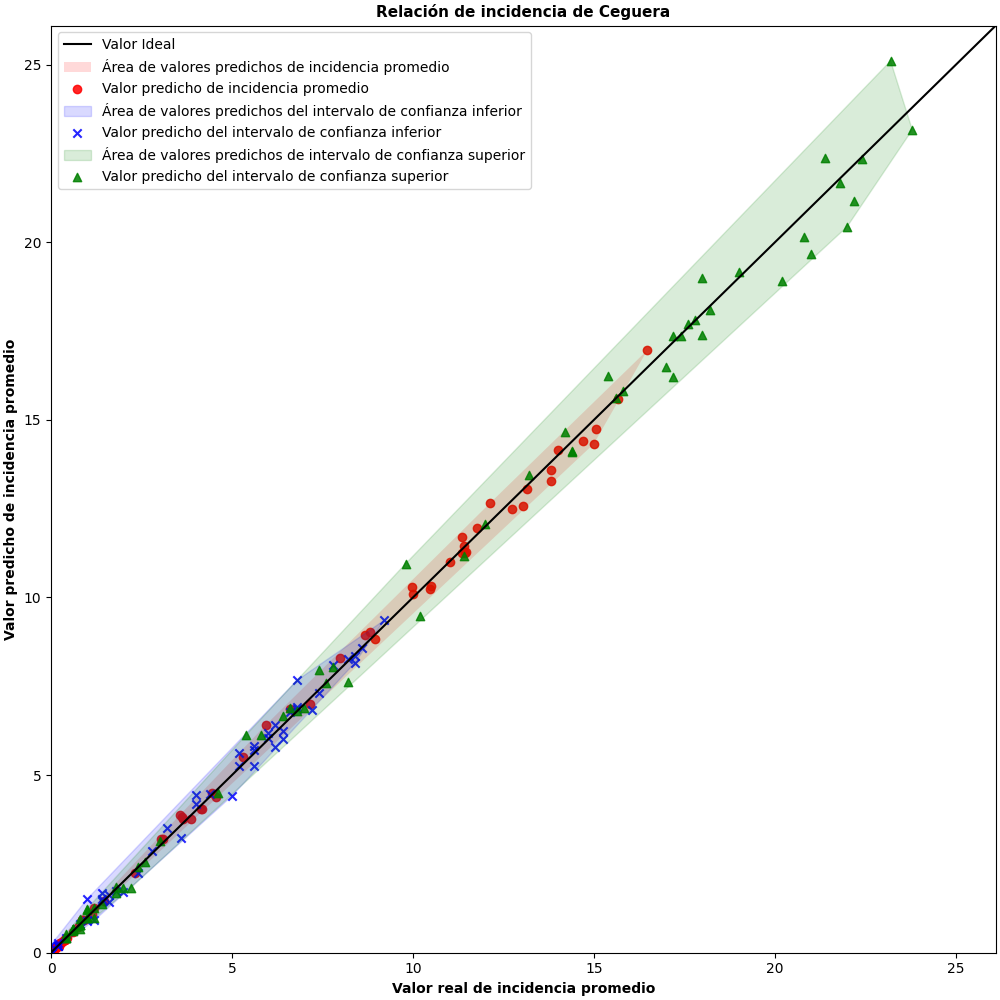 Relación de incidencia de Ceguera
Valor Ideal
Área de valores predichos de incidencia promedio
Valor predicho de incidencia promedio
Área de valores predichos del intervalo de confianza inferior
Valor predicho del intervalo de confianza inferior
Área de valores predichos de intervalo de confianza superior
Valor predicho del intervalo de confianza superior
Valor predicho de incidencia promedio
25
20
15
10
5
0
0 5 10 15 20 25
Valor real de incidencia promedio